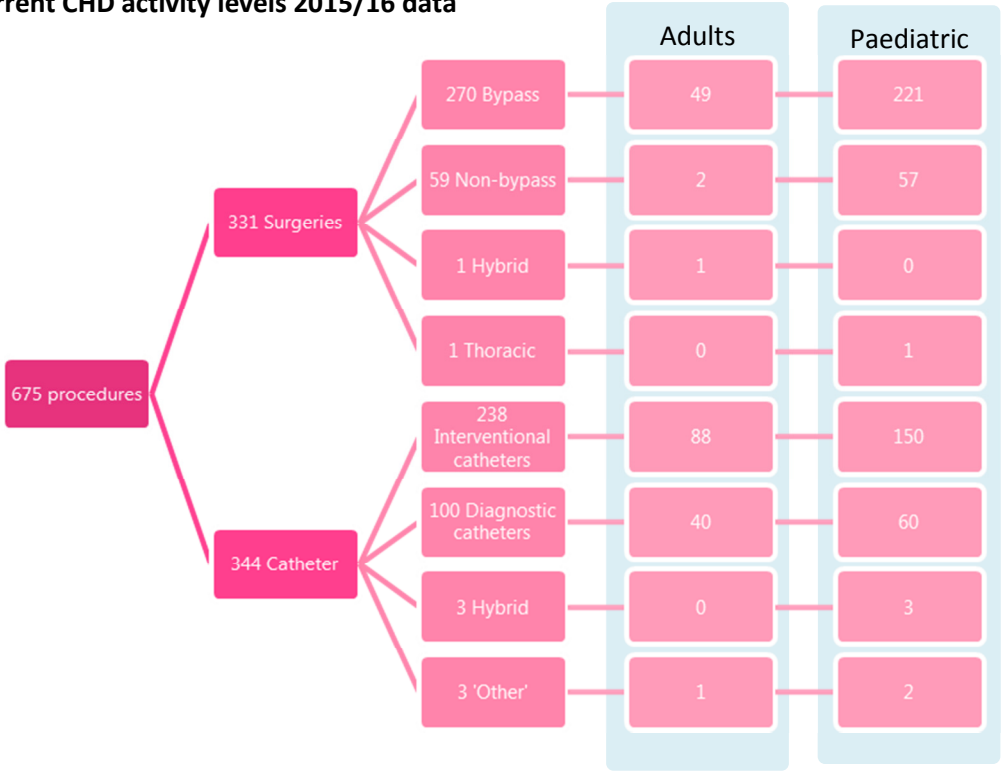 CHD activity levels 2015/16 data
Adults
Paediatric
270 Bypass
49
221
59 Non-bypass
2
57
331 Surgeries
1 Hybrid
1
0
1 Thoracic
0
1
675 procedures
238
Interventional
catheters
88
150
100 Diagnostic
catheters
40
60
344 Catheter
3 Hybrid
0
3
3 'Other'
1
2